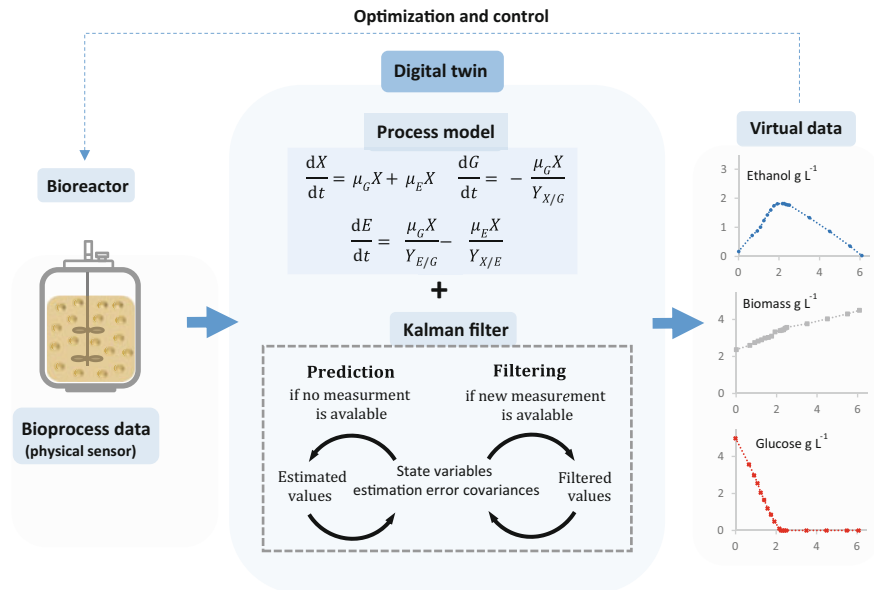 Optimization and control
Digital twin
Process model
dX/dt = μ_G X + μ_E X    dG/dt = − μ_G X / Y_X/G
dE/dt = μ_G X / Y_E/G − μ_E X / Y_X/E
+
Kalman filter
Prediction
if no measurment
is avalable
Filtering
if new measurement
is avalable
Estimated
values
State variables
estimation error covariances
Filtered
values
Bioreactor
Bioprocess data
(physical sensor)
Virtual data
Ethanol g L⁻¹
3
2
1
0
0 2 4 6
Biomass g L⁻¹
4
2
0
0 2 4 6
Glucose g L⁻¹
4
2
0
0 2 4 6